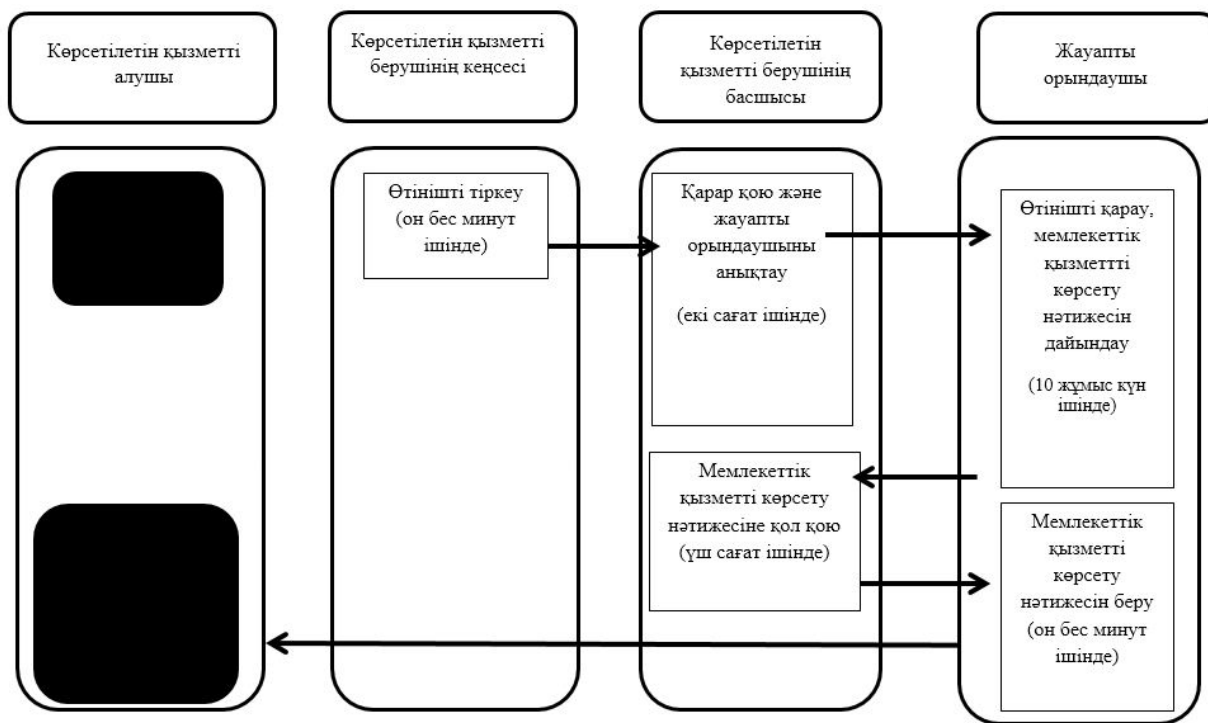 Көрсетілетін қызметті
алушы
Көрсетілетін қызметті
берушінің кеңсесі
Көрсетілетін
қызметті берушінің
басшысы
Жауапты
орындаушы
Өтінішті тіркеу
(он бес минут
ішінде)
Қарар қою және
жауапты
орындаушыны
анықтау
(екі сағат ішінде)
Өтінішті қарау,
мемлекеттік
қызметтті
көрсету
нәтижесін
дайындау
(10 жұмыс күн
ішінде)
Мемлекеттік
қызметті көрсету
нәтижесіне қол қою
(үш сағат ішінде)
Мемлекеттік
қызметті
көрсету
нәтижесін беру
(он бес минут
ішінде)